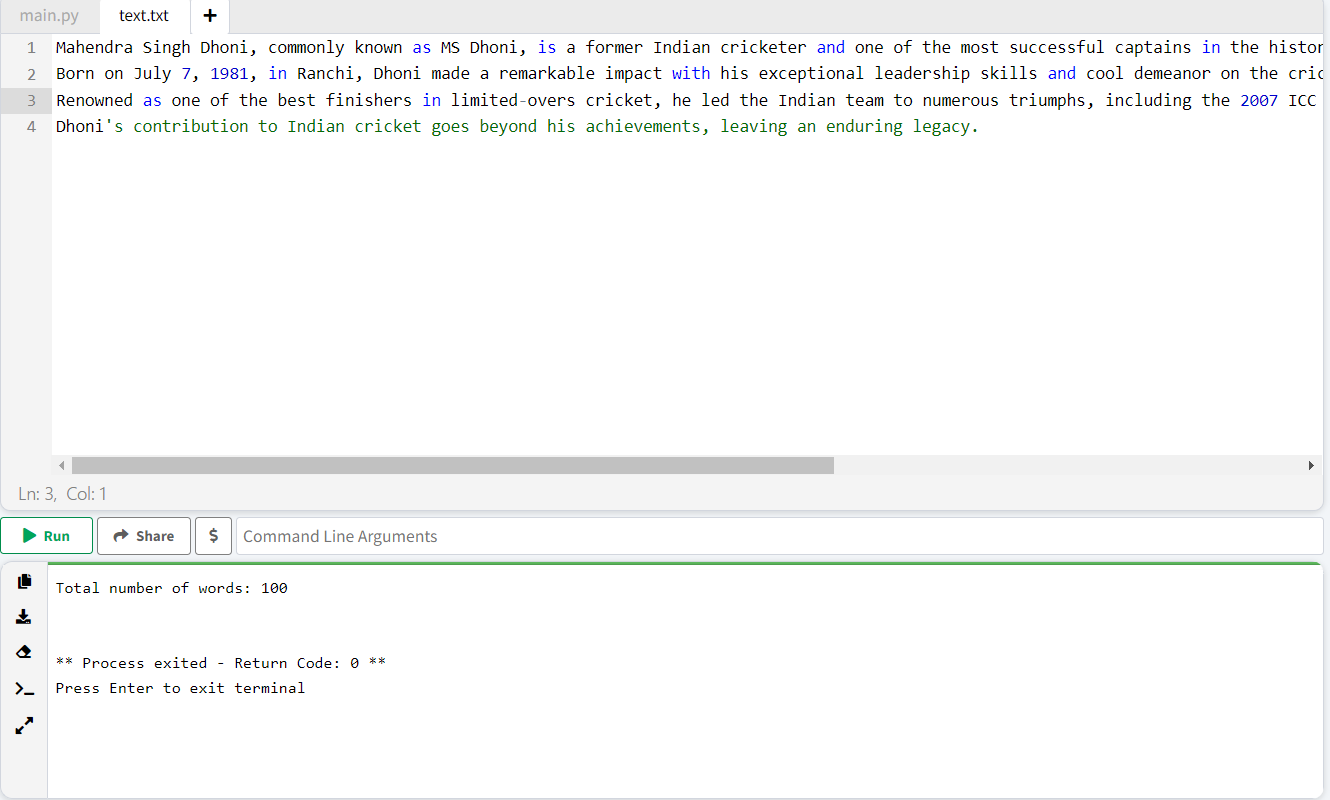 main.py
text.txt
+
1 Mahendra Singh Dhoni, commonly known as MS Dhoni, is a former Indian cricketer and one of the most successful captains in the
2 Born on July 7, 1981, in Ranchi, Dhoni made a remarkable impact with his exceptional leadership skills and cool demeanor on the
3 Renowned as one of the best finishers in limited-overs cricket, he led the Indian team to numerous triumphs, including the 2007 ICC
4 Dhoni's contribution to Indian cricket goes beyond his achievements, leaving an enduring legacy.
Ln: 3, Col: 1
Run
Share
$
Command Line Arguments
Total number of words: 100
** Process exited - Return Code: 0 **
Press Enter to exit terminal